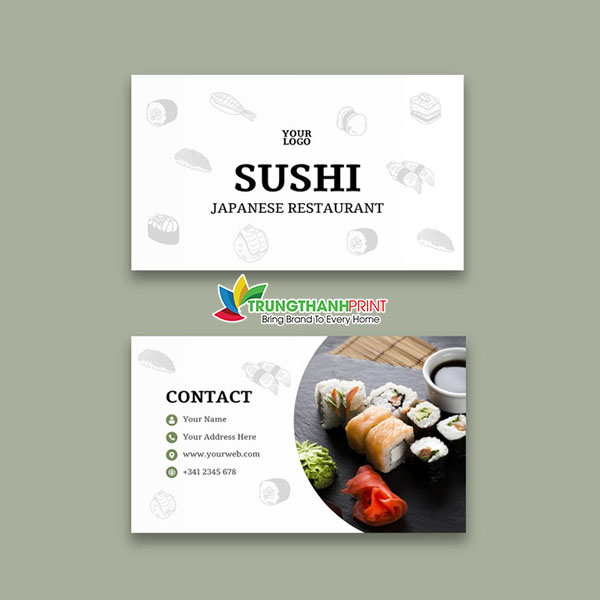 YOUR
LOGO
SUSHI
JAPANESE RESTAURANT
TRUNGTHANHPRINT
Bring Brand To Every Home
CONTACT
Your Name
Your Address Here
www.yourweb.com
+341 2345 678